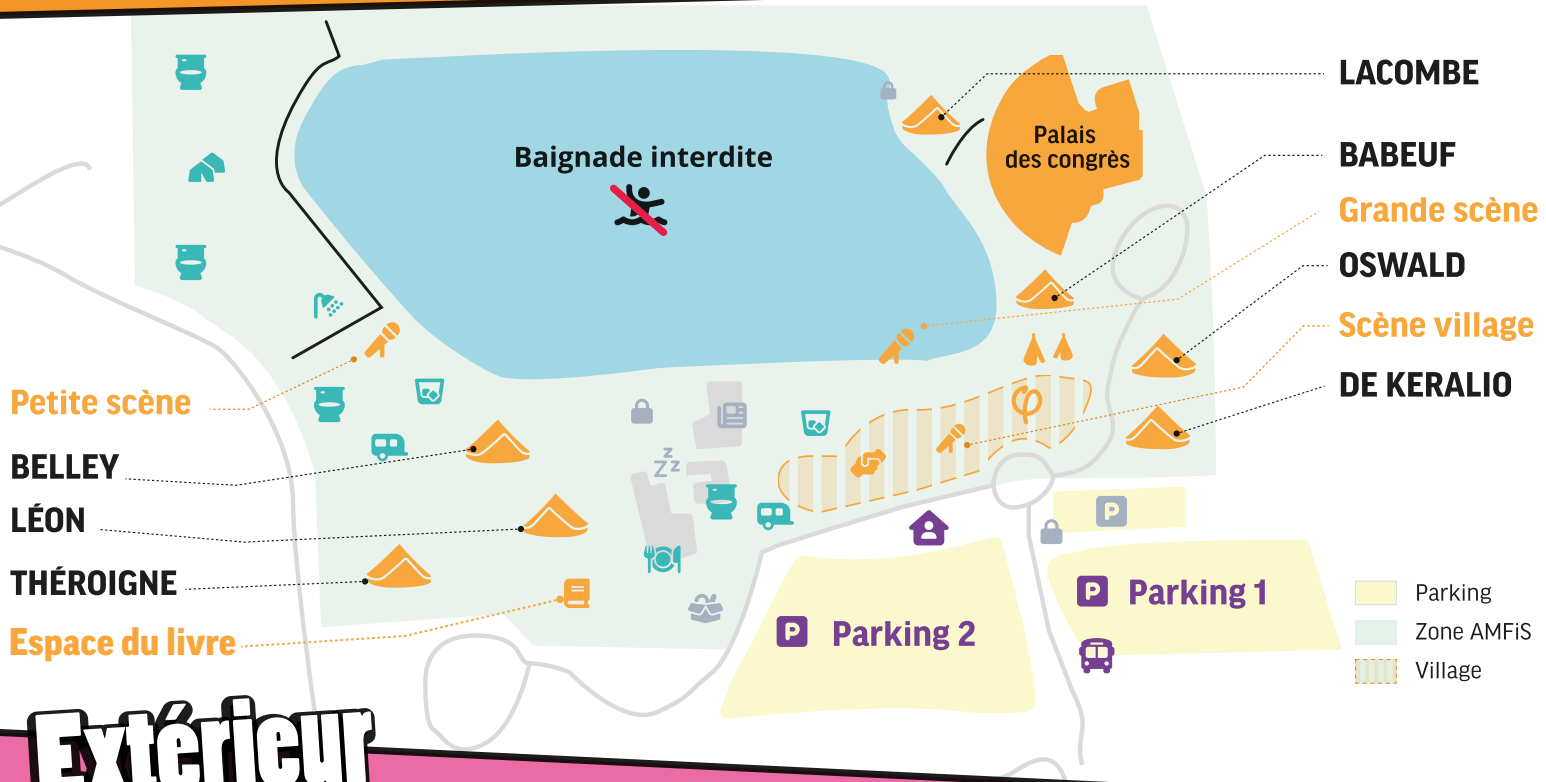 LACOMBE
Baignade interdite
Palais
des congrès
BABEUF
Grande scène
OSWALD
Scène village
DE KERALIO
Petite scène
BELLEY
LÉON
THÉROIGNE
Espace du livre
Z Z Z
P
P Parking 1
P Parking 2
Parking
Zone AMFiS
Village
Extérieur